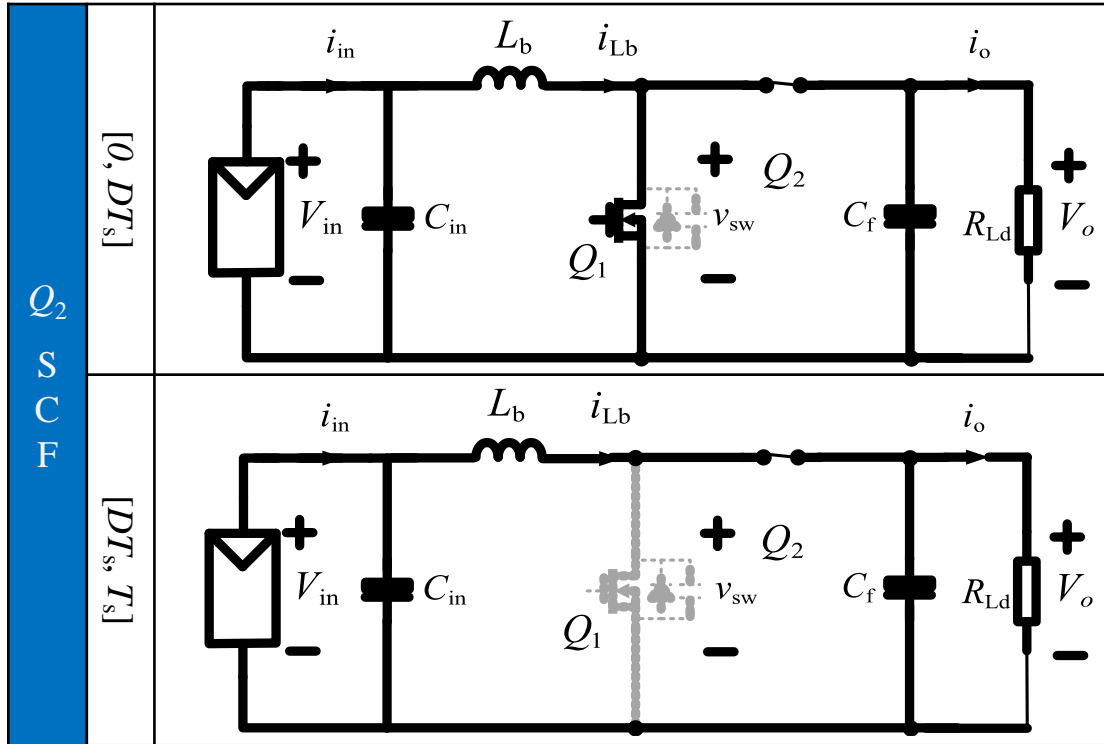 Q2
S
C
F
[0, DTs]
iin
Lb
iLb
io
+
Vin
−
Cin
Q1
+
vsw
−
Q2
Cf
RLd
+
Vo
−
[DTs, Ts]
iin
Lb
iLb
io
+
Vin
−
Cin
Q1
+
vsw
−
Q2
Cf
RLd
+
Vo
−